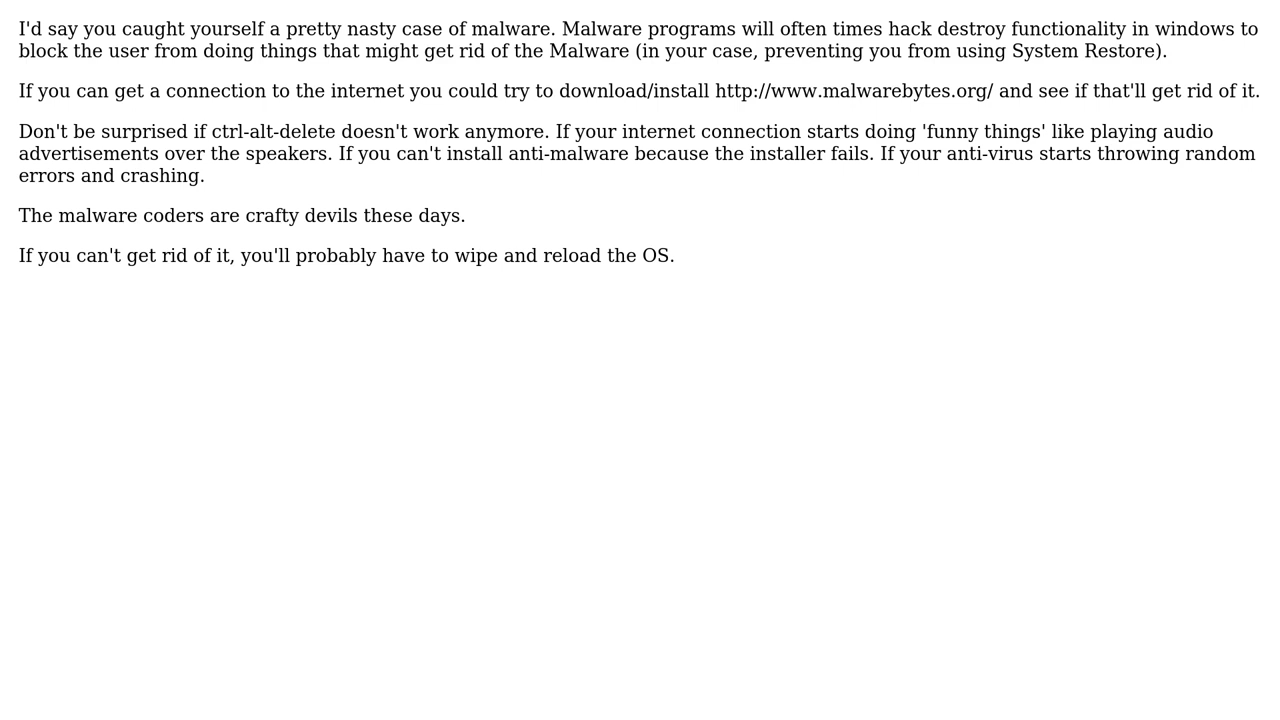 I'd say you caught yourself a pretty nasty case of malware. Malware programs will often times hack destroy functionality in windows to
block the user from doing things that might get rid of the Malware (in your case, preventing you from using System Restore).
If you can get a connection to the internet you could try to download/install http://www.malwarebytes.org/ and see if that'll get rid of it.
Don't be surprised if ctrl-alt-delete doesn't work anymore. If your internet connection starts doing 'funny things' like playing audio
advertisements over the speakers. If you can't install anti-malware because the installer fails. If your anti-virus starts throwing random
errors and crashing.
The malware coders are crafty devils these days.
If you can't get rid of it, you'll probably have to wipe and reload the OS.